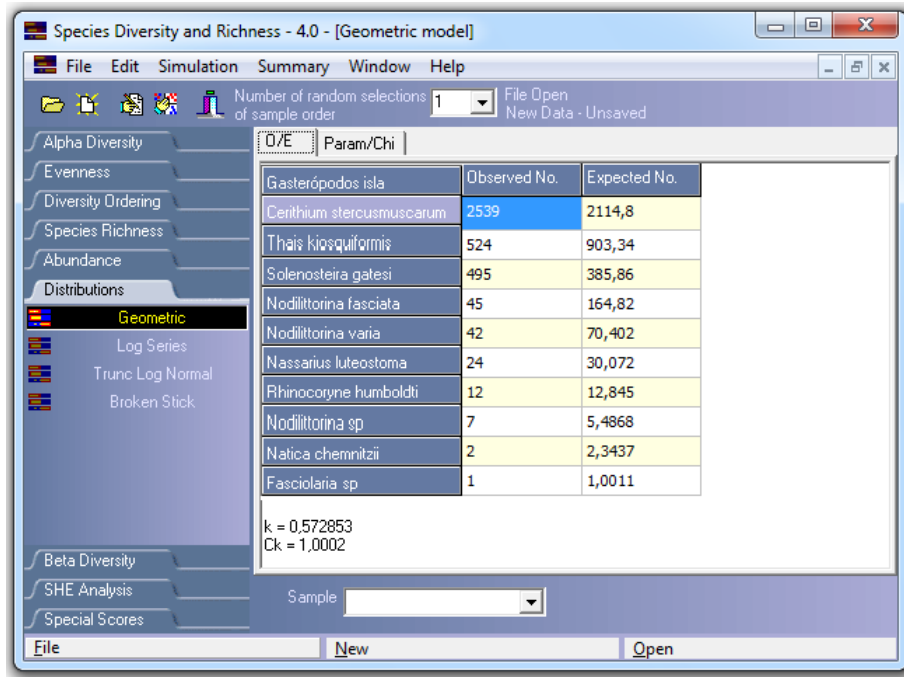 Species Diversity and Richness - 4.0 - [Geometric model]
File Edit Simulation Summary Window Help
Number of random selections of sample order 1
File Open
New Data - Unsaved
Alpha Diversity
Evenness
Diversity Ordering
Species Richness
Abundance
Distributions
Geometric
Log Series
Trunc Log Normal
Broken Stick
Beta Diversity
SHE Analysis
Special Scores
O/E Param/Chi
Gasterópodos isla Observed No. Expected No.
Cerithium stercusmuscarum 2539 2114,8
Thais kiosquiformis 524 903,34
Solenosteira gatesi 495 385,86
Nodilittorina fasciata 45 164,82
Nodilittorina varia 42 70,402
Nassarius luteostoma 24 30,072
Rhinocoryne humboldti 12 12,845
Nodilittorina sp 7 5,4868
Natica chemnitzii 2 2,3437
Fasciolaria sp 1 1,0011
k = 0,572853
Ck = 1,0002
Sample
File New Open